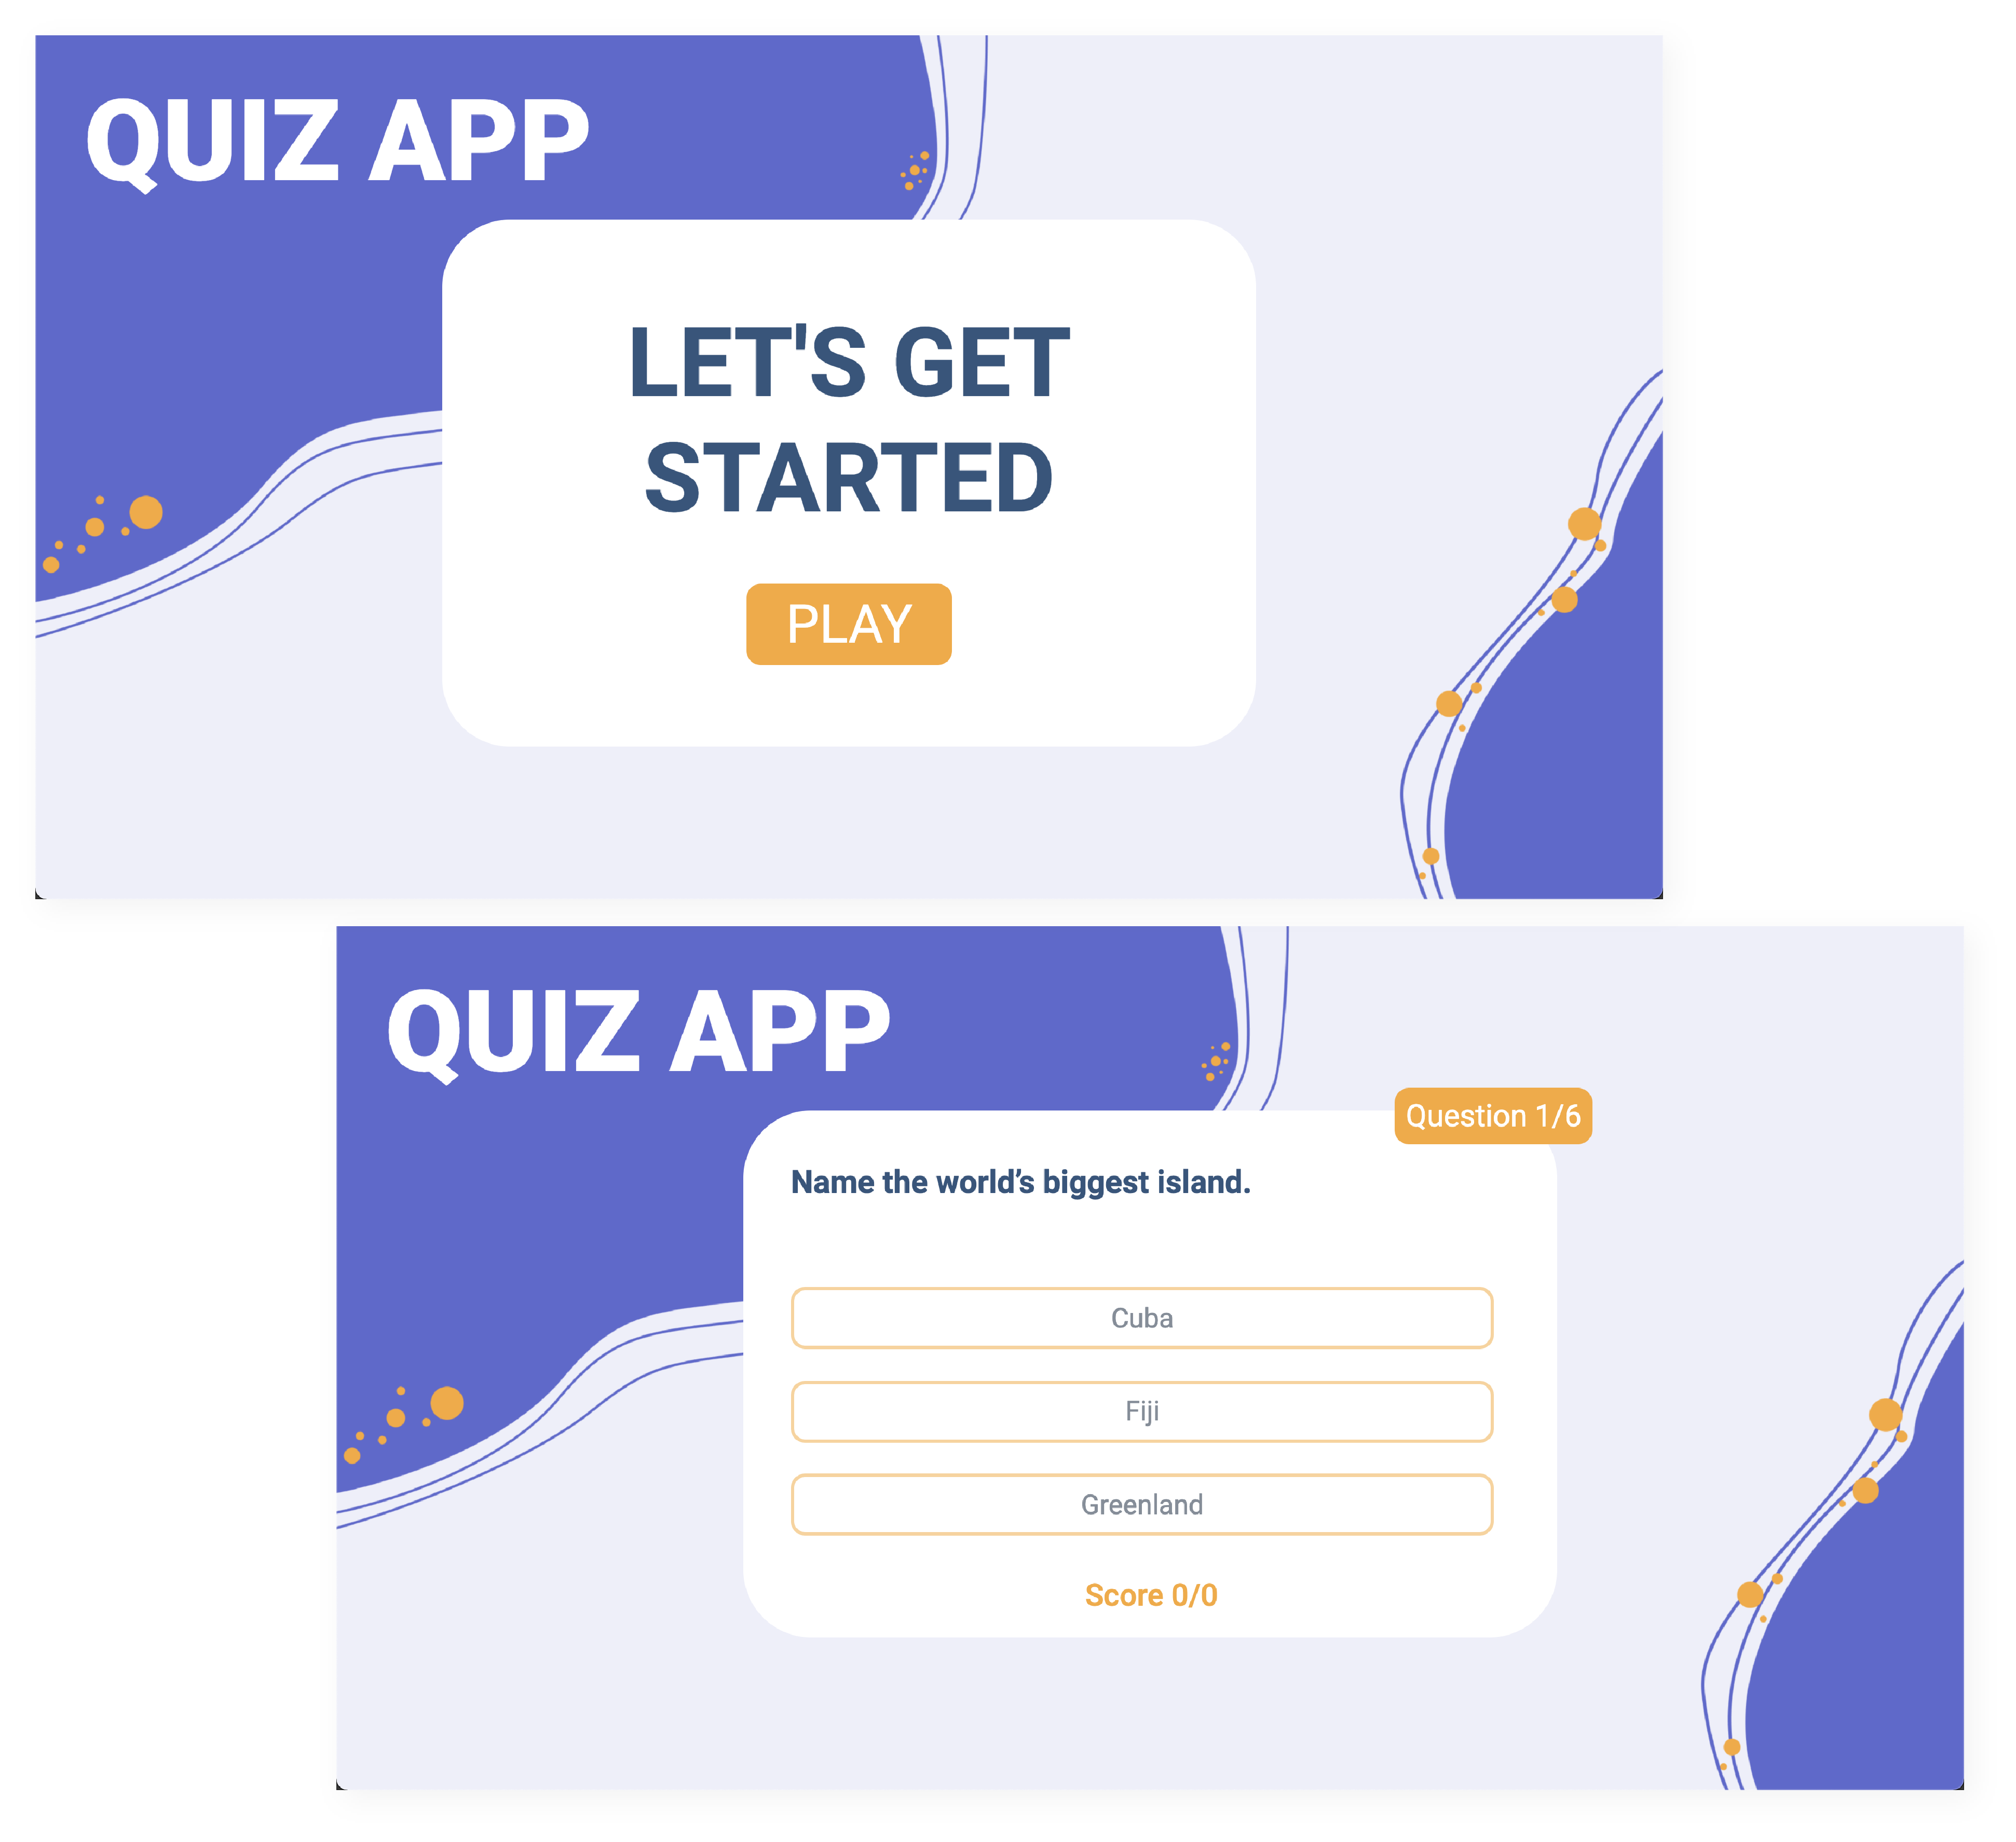 QUIZ APP
LET'S GET
STARTED
PLAY
QUIZ APP
Question 1/6
Name the world’s biggest island.
Cuba
Fiji
Greenland
Score 0/0